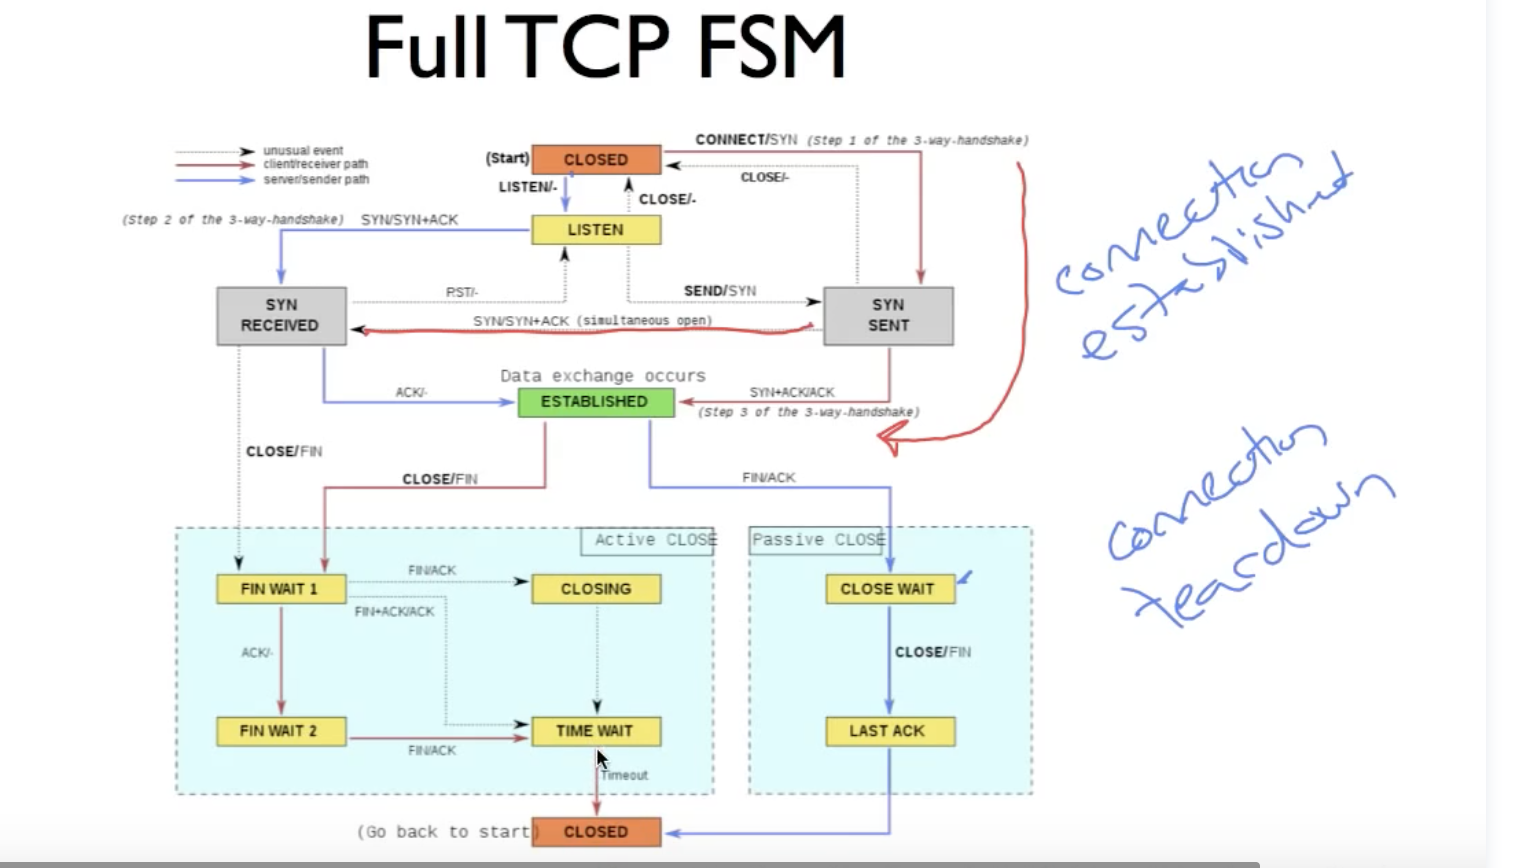 Full TCP FSM
unusual event
client/receiver path
server/sender path
(Start)
CLOSED
CONNECT/SYN (Step 1 of the 3-way-handshake)
LISTEN/-
CLOSE/-
CLOSE/-
(Step 2 of the 3-way-handshake) SYN/SYN+ACK
LISTEN
connection
established
RST/-
SEND/SYN
SYN
RECEIVED
SYN/SYN+ACK (simultaneous open)
SYN
SENT
Data exchange occurs
ACK/-
ESTABLISHED
SYN+ACK/ACK
(Step 3 of the 3-way-handshake)
CLOSE/FIN
CLOSE/FIN
FIN/ACK
connection
teardown
Active CLOSE
Passive CLOSE
FIN WAIT 1
FIN/ACK
CLOSING
CLOSE WAIT
FIN+ACK/ACK
ACK/-
CLOSE/FIN
FIN WAIT 2
FIN/ACK
TIME WAIT
LAST ACK
Timeout
(Go back to start)
CLOSED